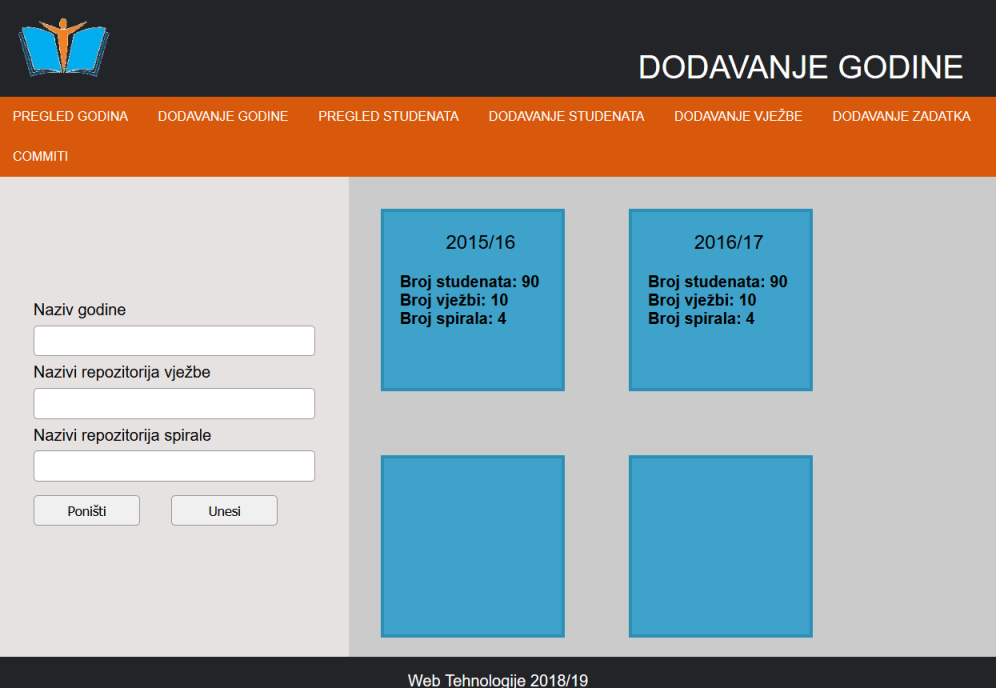 DODAVANJE GODINE
PREGLED GODINA DODAVANJE GODINE PREGLED STUDENATA DODAVANJE STUDENATA DODAVANJE VJEŽBE DODAVANJE ZADATKA
COMMITI
Naziv godine
Nazivi repozitorija vježbe
Nazivi repozitorija spirale
Poništi Unesi
2015/16
Broj studenata: 90
Broj vježbi: 10
Broj spirala: 4
2016/17
Broj studenata: 90
Broj vježbi: 10
Broj spirala: 4
Web Tehnologije 2018/19